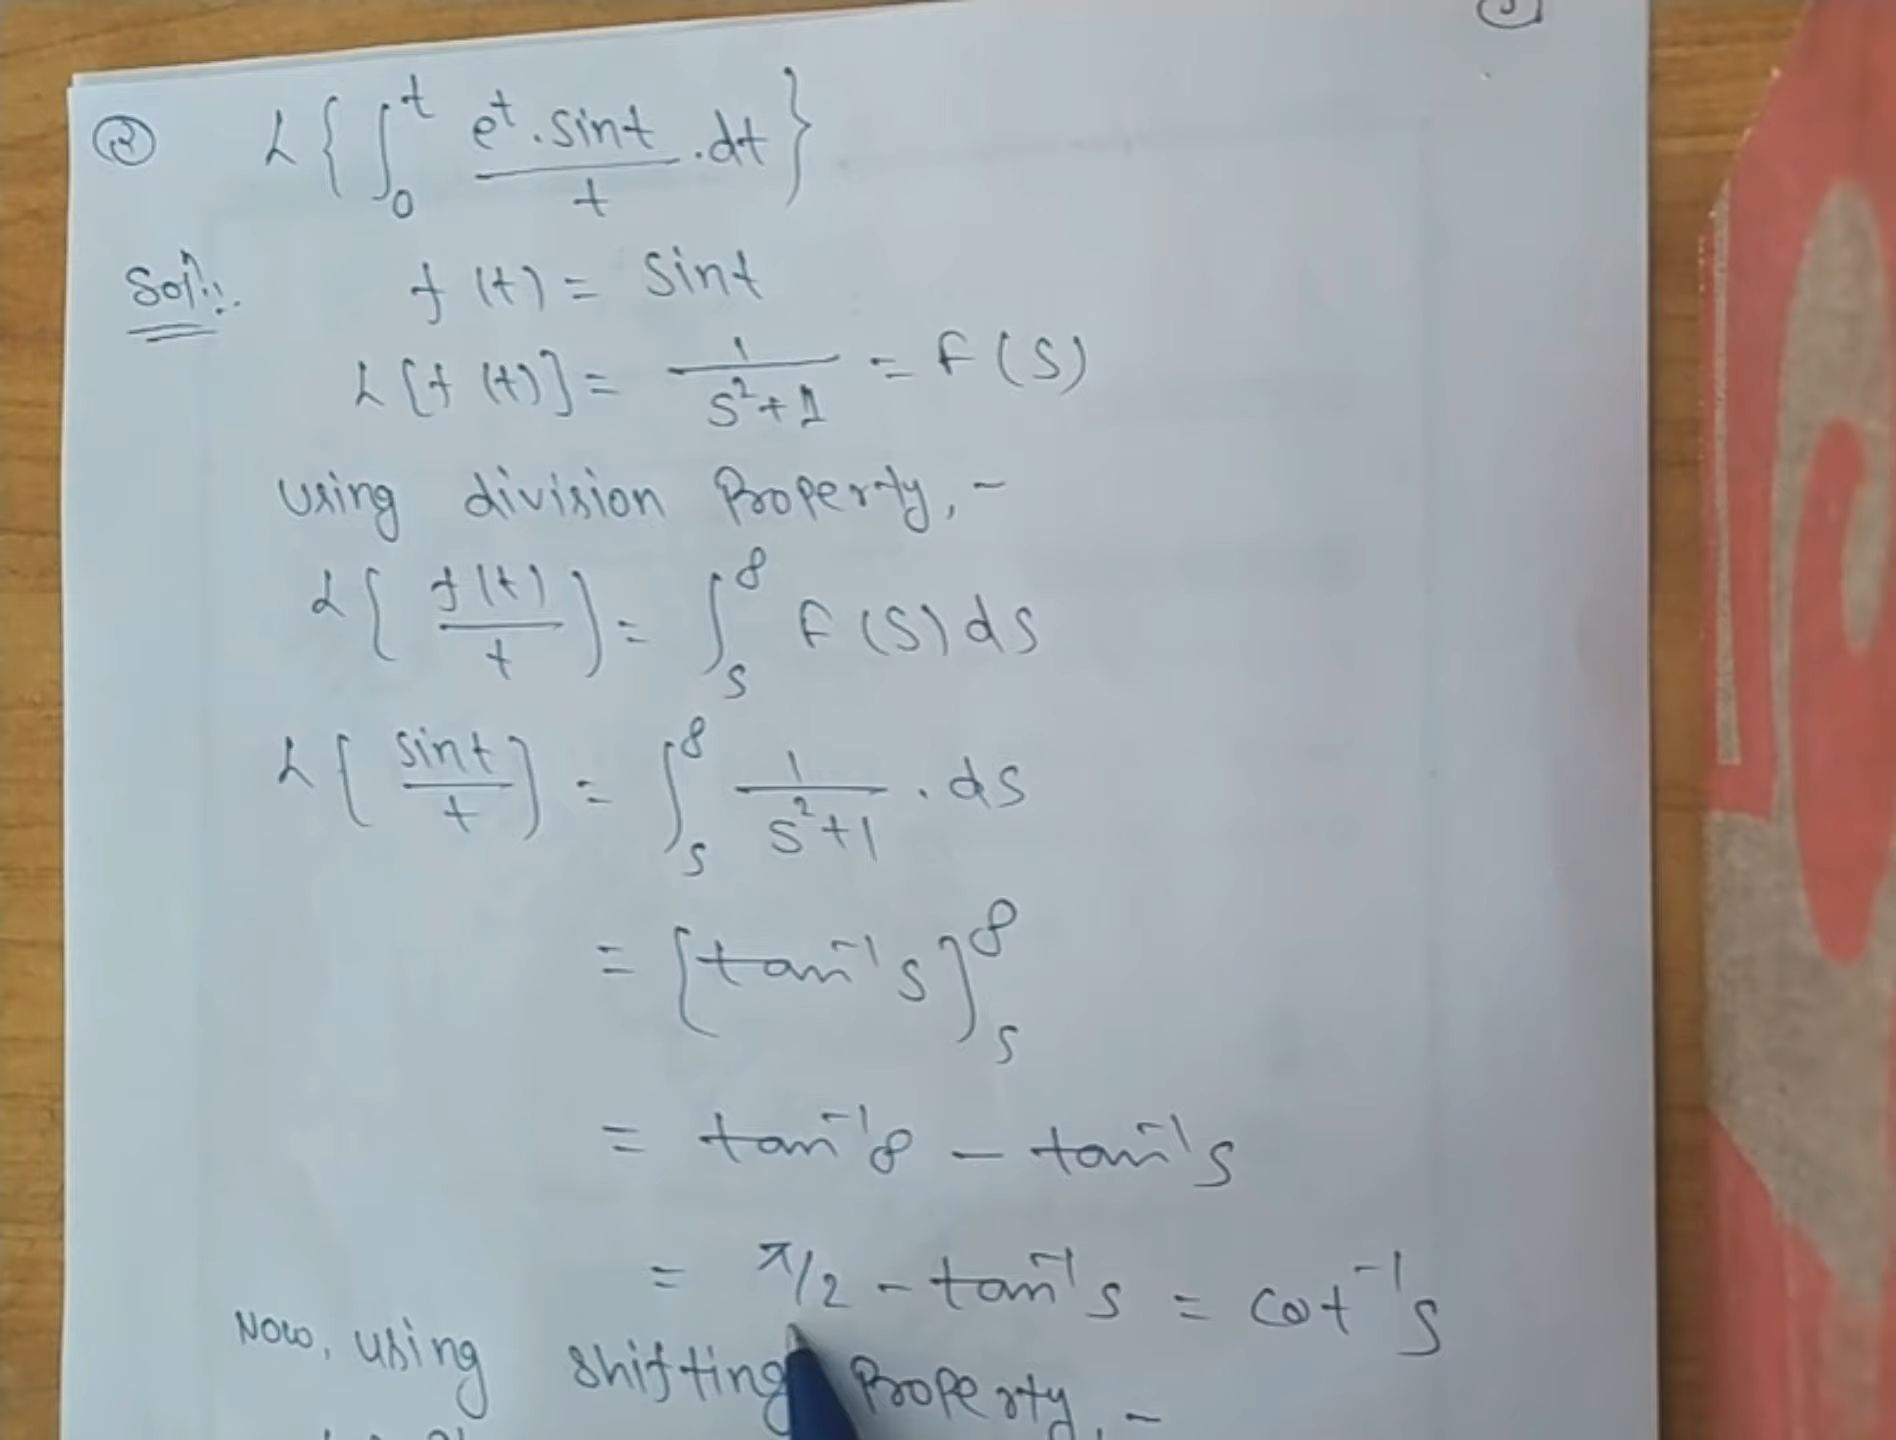 ② L{∫₀ᵗ (eᵗ.sint)/t .dt}
Solⁿ:. f(t) = sint
L[f(t)] = 1/(s²+1) = F(S)
using division Property,-
L{f(t)/t} = ∫ₛ^∞ F(S)ds
L[sint/t] = ∫ₛ^∞ 1/(s²+1) .ds
= [tan⁻¹s]ₛ^∞
= tan⁻¹∞ - tan⁻¹s
= π/2 - tan⁻¹s = cot⁻¹s
Now, using shifting Property,-